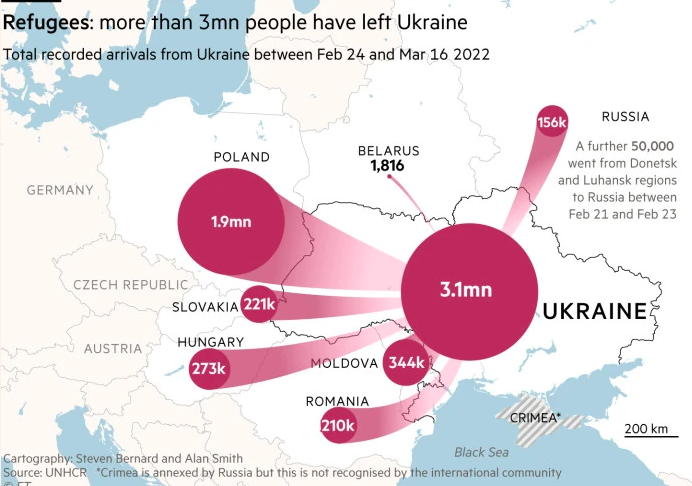 Refugees: more than 3mn people have left Ukraine
Total recorded arrivals from Ukraine between Feb 24 and Mar 16 2022
RUSSIA
156k
A further 50,000
went from Donetsk
and Luhansk regions
to Russia between
Feb 21 and Feb 23
BELARUS
1,816
POLAND
1.9mn
GERMANY
3.1mn
UKRAINE
CZECH REPUBLIC
SLOVAKIA
221k
HUNGARY
273k
AUSTRIA
MOLDOVA
344k
ROMANIA
210k
CRIMEA*
200 km
Black Sea
Cartography: Steven Bernard and Alan Smith
Source: UNHCR *Crimea is annexed by Russia but this is not recognised by the international community
© FT